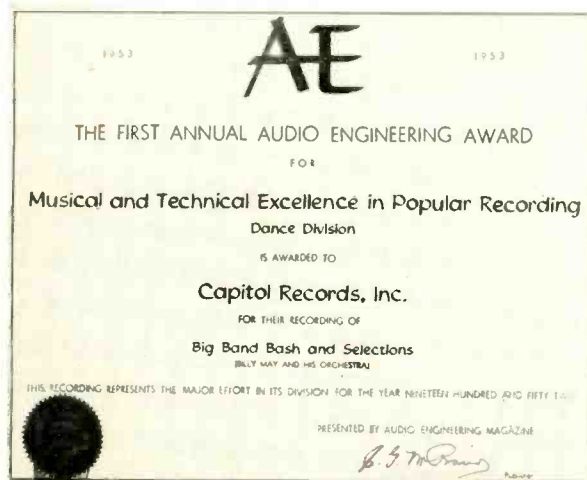 AE
1953 1953
THE FIRST ANNUAL AUDIO ENGINEERING AWARD
FOR
Musical and Technical Excellence in Popular Recording
Dance Division
IS AWARDED TO
Capitol Records, Inc.
FOR THEIR RECORDING OF
Big Band Bash and Selections
(BILLY MAY AND HIS ORCHESTRA)
THIS RECORDING REPRESENTS THE MAJOR EFFORT IN ITS DIVISION FOR THE YEAR NINETEEN HUNDRED AND FIFTY
PRESENTED BY AUDIO ENGINEERING MAGAZINE